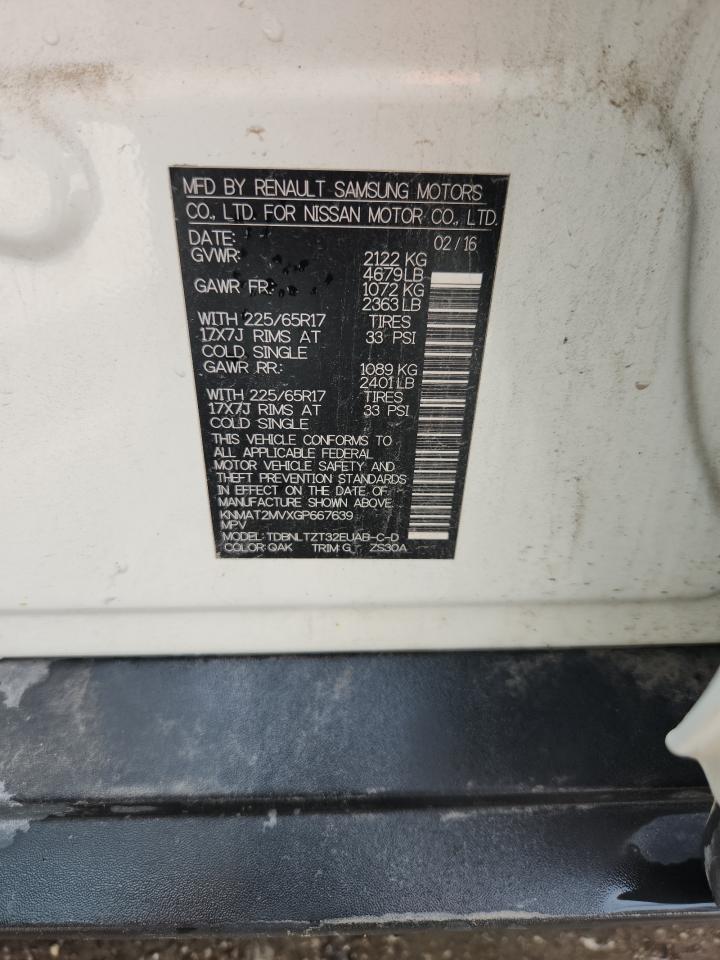 MFD BY RENAULT SAMSUNG MOTORS
CO., LTD. FOR NISSAN MOTOR CO., LTD.
DATE: 02/16
GVWR: 2122 KG
4679 LB
GAWR FR: 1072 KG
2363 LB
WITH 225/65R17 TIRES
17X7J RIMS AT 33 PSI
COLD SINGLE
GAWR RR: 1089 KG
2401 LB
WITH 225/65R17 TIRES
17X7J RIMS AT 33 PSI
COLD SINGLE
THIS VEHICLE CONFORMS TO
ALL APPLICABLE FEDERAL
MOTOR VEHICLE SAFETY AND
THEFT PREVENTION STANDARDS
IN EFFECT ON THE DATE OF
MANUFACTURE SHOWN ABOVE.
KNMAT2MVXGP667639
MPV
MODEL: TDBNLTZT32EUAB-C-D
COLOR: QAK TRIM: G ZS30A